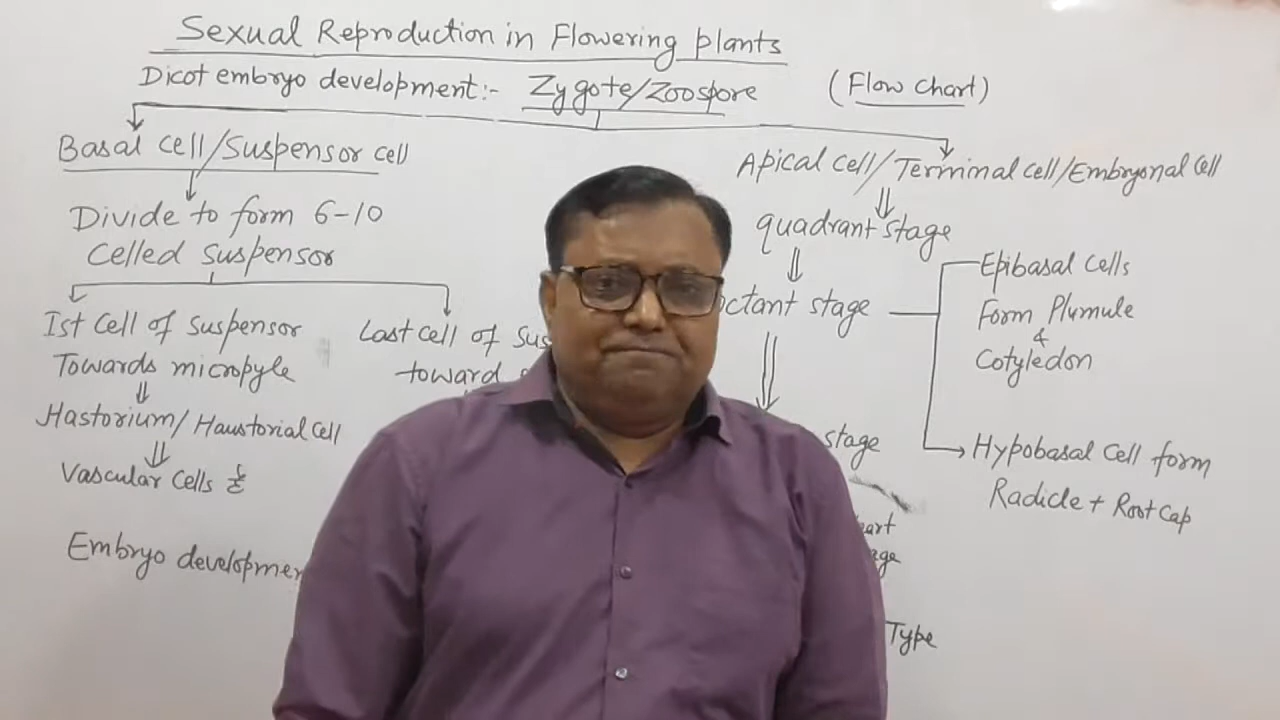 Sexual Reproduction in Flowering plants
Dicot embryo development:- Zygote/Zoospore (Flow chart)
Basal cell/Suspensor cell
Divide to form 6-10
Celled suspensor
Ist Cell of suspensor
Towards micropyle
Hastorium/Haustorial Cell
Vascular Cells &
Last cell of Sus
toward
Embryo developmen
Apical cell/Terminal cell/Embryonal Cell
quadrant stage
octant stage
stage
Type
Epibasal Cells
Form Plumule
&
Cotyledon
Hypobasal Cell form
Radicle + Root Cap